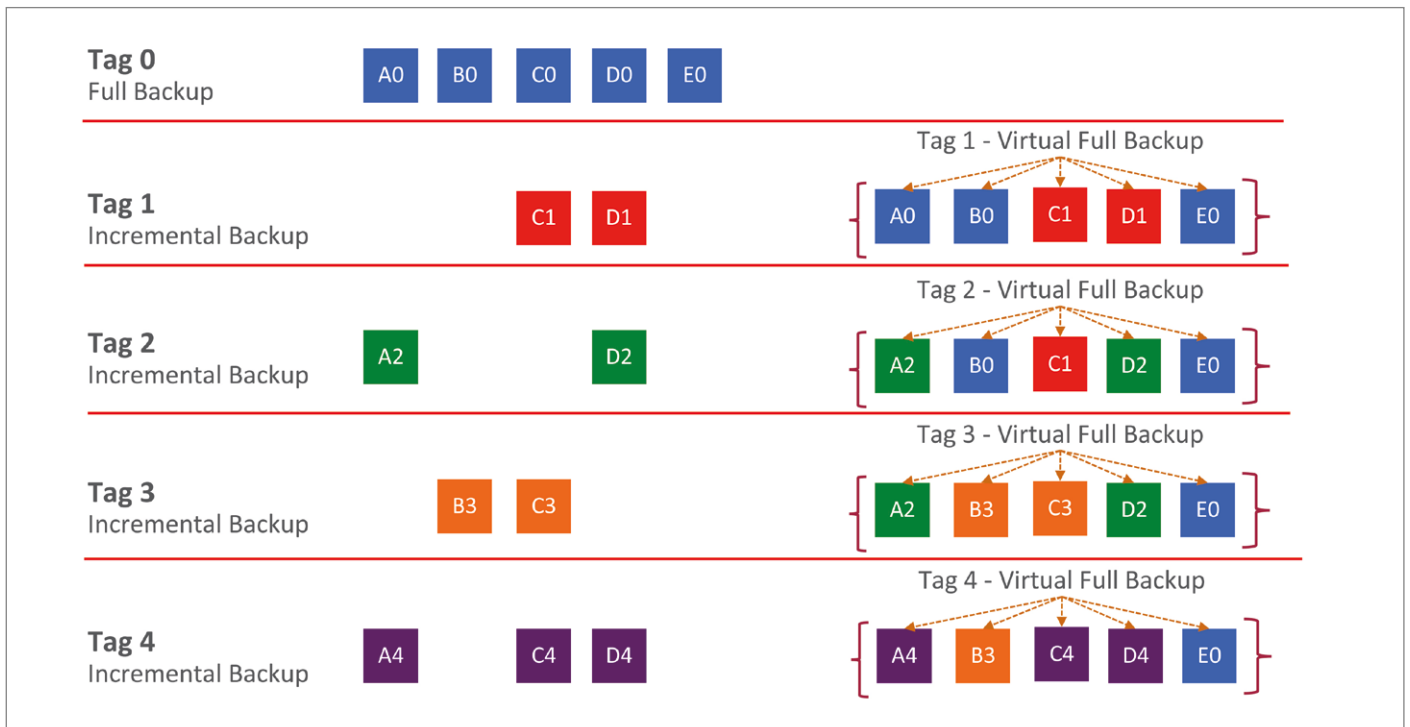 Tag 0
Full Backup
A0 B0 C0 D0 E0
Tag 1 - Virtual Full Backup
Tag 1
Incremental Backup
C1 D1
A0 B0 C1 D1 E0
Tag 2 - Virtual Full Backup
Tag 2
Incremental Backup
A2 D2
A2 B0 C1 D2 E0
Tag 3 - Virtual Full Backup
Tag 3
Incremental Backup
B3 C3
A2 B3 C3 D2 E0
Tag 4 - Virtual Full Backup
Tag 4
Incremental Backup
A4 C4 D4
A4 B3 C4 D4 E0